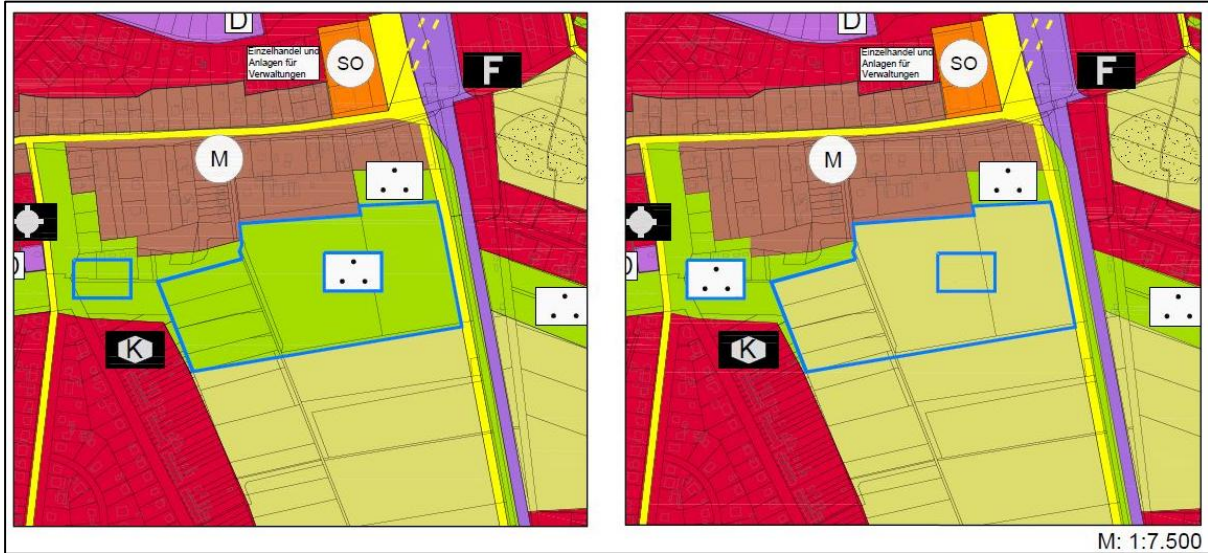 D
Einzelhandel und
Anlagen für
Verwaltungen
SO
F
M
D
K
D
Einzelhandel und
Anlagen für
Verwaltungen
SO
F
M
D
K
M: 1:7.500